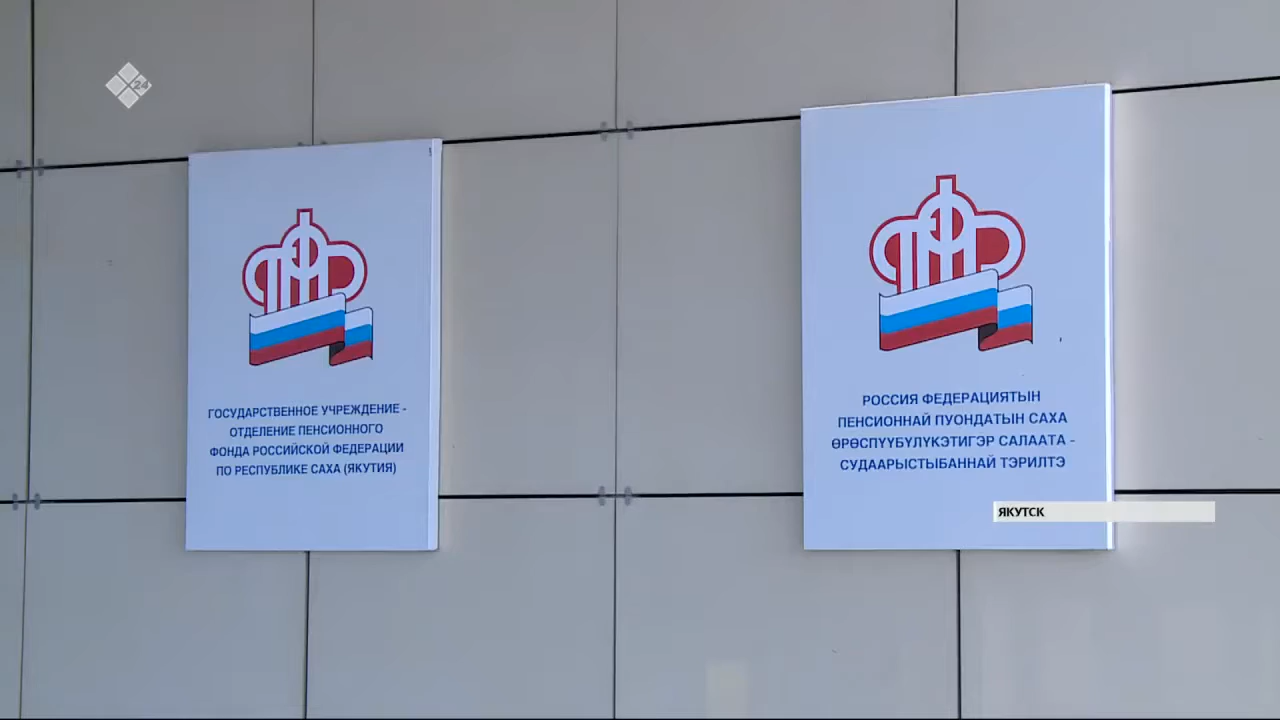 24
ГОСУДАРСТВЕННОЕ УЧРЕЖДЕНИЕ -
ОТДЕЛЕНИЕ ПЕНСИОННОГО
ФОНДА РОССИЙСКОЙ ФЕДЕРАЦИИ
ПО РЕСПУБЛИКЕ САХА (ЯКУТИЯ)
РОССИЯ ФЕДЕРАЦИЯТЫН
ПЕНСИОННАЙ ПУОНДАТЫН САХА
ӨРӨСПҮҮБҮЛҮКЭТИГЭР САЛААТА -
СУДААРЫСТЫБАННАЙ ТЭРИЛТЭ
ЯКУТСК